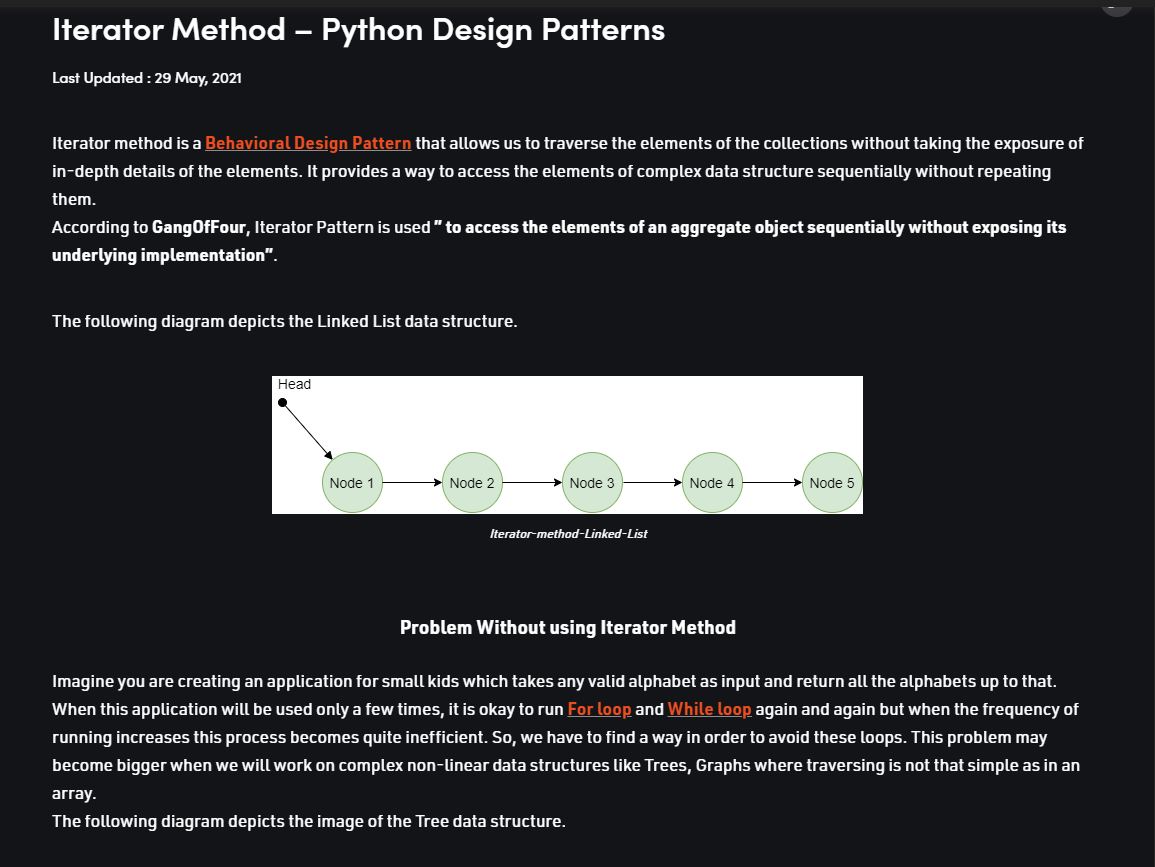 Iterator Method – Python Design Patterns
Last Updated : 29 May, 2021
Iterator method is a Behavioral Design Pattern that allows us to traverse the elements of the collections without taking the exposure of
in-depth details of the elements. It provides a way to access the elements of complex data structure sequentially without repeating
them.
According to GangOfFour, Iterator Pattern is used ” to access the elements of an aggregate object sequentially without exposing its
underlying implementation”.
The following diagram depicts the Linked List data structure.
Head
Node 1 Node 2 Node 3 Node 4 Node 5
Iterator-method-Linked-List
Problem Without using Iterator Method
Imagine you are creating an application for small kids which takes any valid alphabet as input and return all the alphabets up to that.
When this application will be used only a few times, it is okay to run For loop and While loop again and again but when the frequency of
running increases this process becomes quite inefficient. So, we have to find a way in order to avoid these loops. This problem may
become bigger when we will work on complex non-linear data structures like Trees, Graphs where traversing is not that simple as in an
array.
The following diagram depicts the image of the Tree data structure.